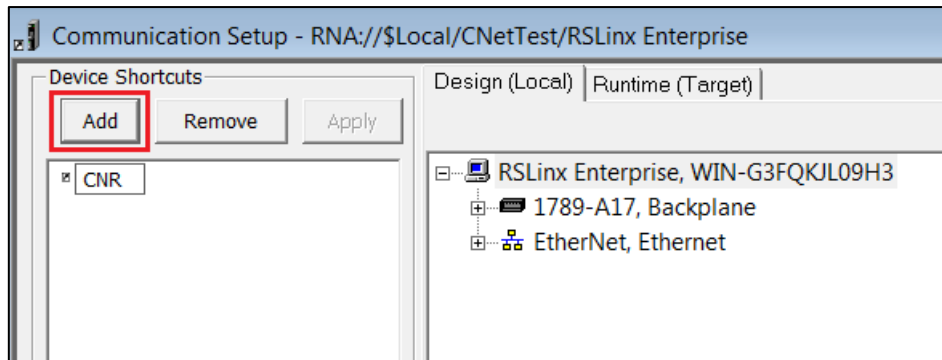 Communication Setup - RNA://$Local/CNetTest/RSLinx Enterprise
Device Shortcuts
Add Remove Apply
CNR
Design (Local) Runtime (Target)
RSLinx Enterprise, WIN-G3FQKJL09H3
1789-A17, Backplane
EtherNet, Ethernet